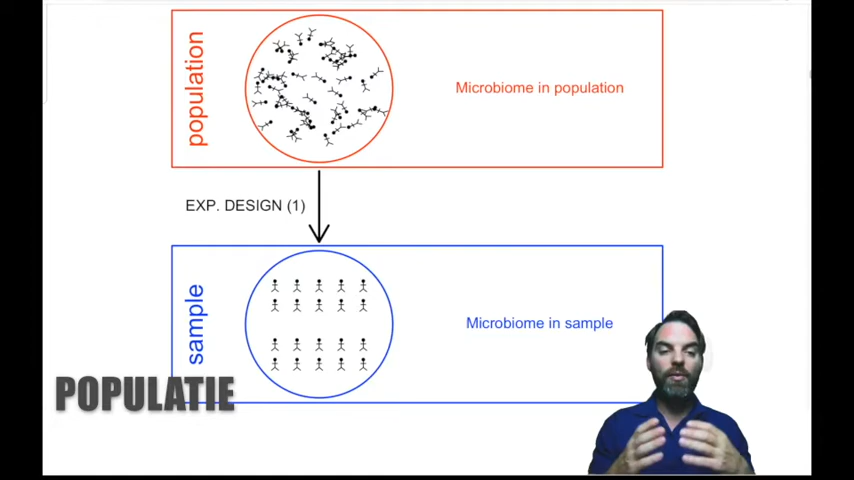 population
Microbiome in population
EXP. DESIGN (1)
sample
Microbiome in sample
POPULATIE